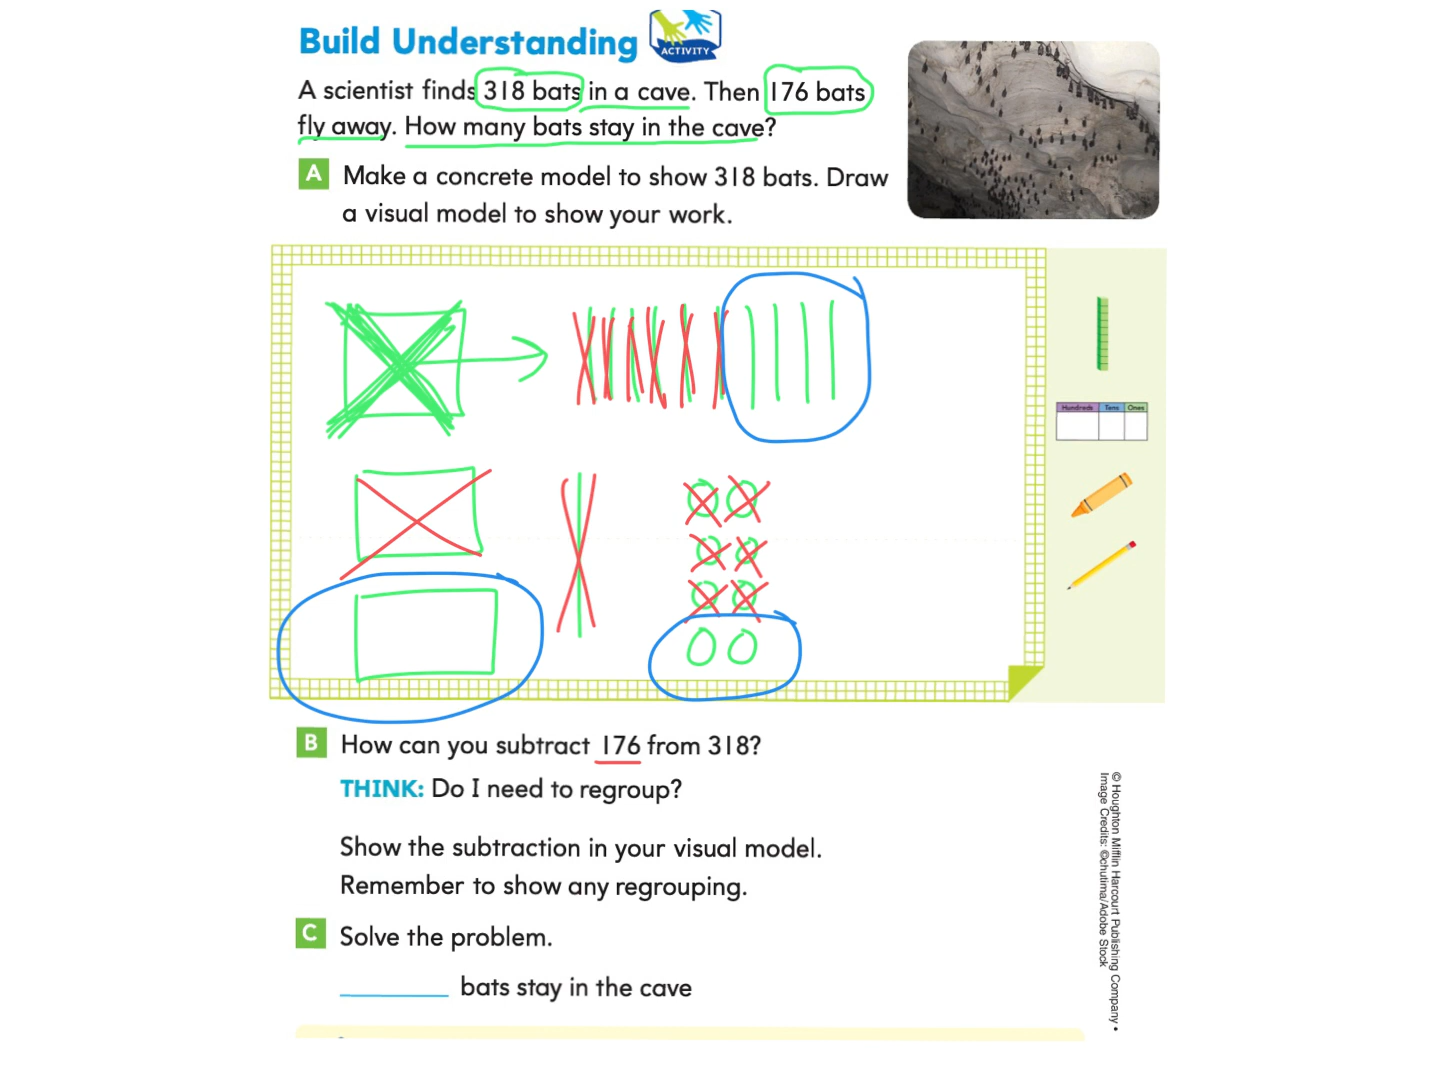 Build Understanding
ACTIVITY
A scientist finds 318 bats in a cave. Then 176 bats
fly away. How many bats stay in the cave?
A Make a concrete model to show 318 bats. Draw
a visual model to show your work.
Hundreds Tens Ones
B How can you subtract 176 from 318?
THINK: Do I need to regroup?
Show the subtraction in your visual model.
Remember to show any regrouping.
C Solve the problem.
bats stay in the cave
© Houghton Mifflin Harcourt Publishing Company •
Image Credits: ©chutima/Adobe Stock